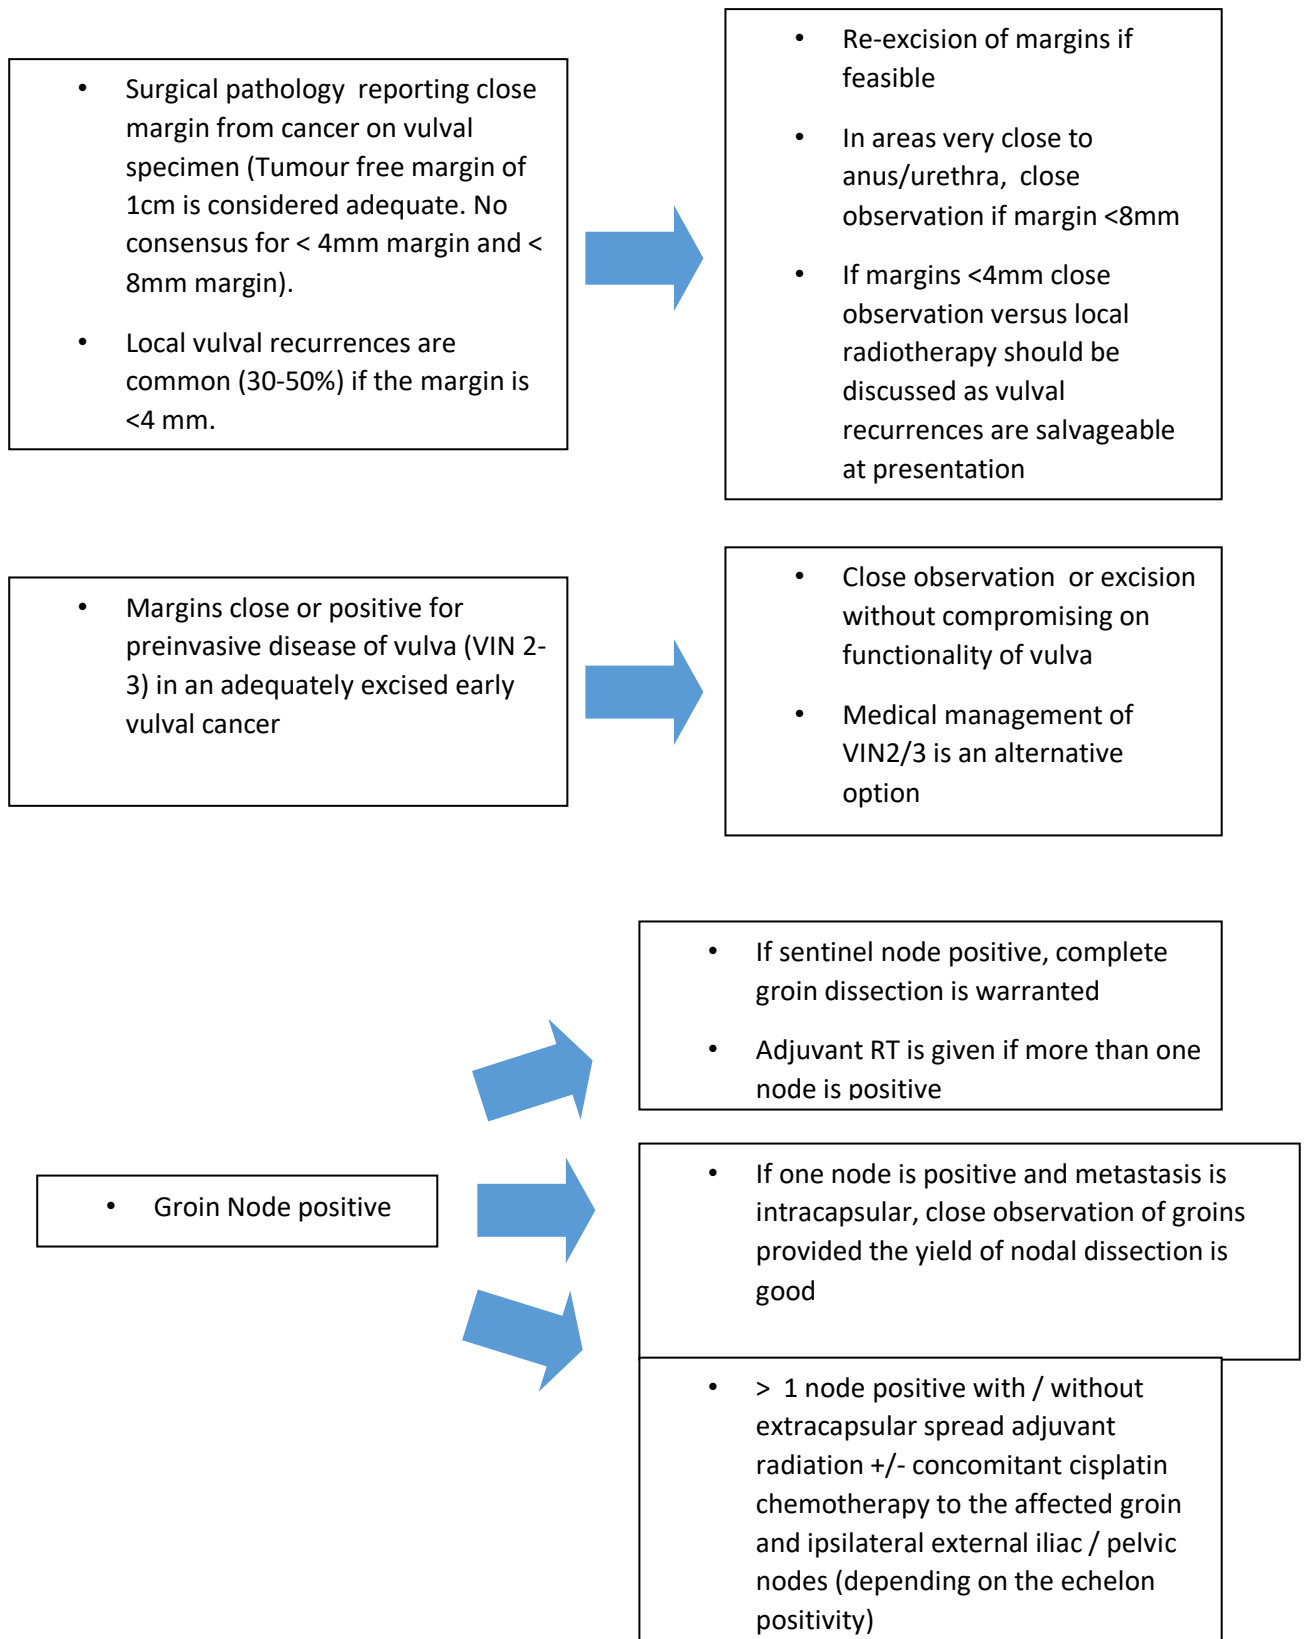 • Surgical pathology  reporting close
margin from cancer on vulval
specimen (Tumour free margin of
1cm is considered adequate. No
consensus for < 4mm margin and <
8mm margin).
• Local vulval recurrences are
common (30-50%) if the margin is
<4 mm.
• Re-excision of margins if
feasible
• In areas very close to
anus/urethra,  close
observation if margin <8mm
• If margins <4mm close
observation versus local
radiotherapy should be
discussed as vulval
recurrences are salvageable
at presentation
• Margins close or positive for
preinvasive disease of vulva (VIN 2-
3) in an adequately excised early
vulval cancer
• Close observation  or excision
without compromising on
functionality of vulva
• Medical management of
VIN2/3 is an alternative
option
• Groin Node positive
• If sentinel node positive, complete
groin dissection is warranted
• Adjuvant RT is given if more than one
node is positive
• If one node is positive and metastasis is
intracapsular, close observation of groins
provided the yield of nodal dissection is
good
• >  1 node positive with / without
extracapsular spread adjuvant
radiation +/- concomitant cisplatin
chemotherapy to the affected groin
and ipsilateral external iliac / pelvic
nodes (depending on the echelon
positivity)